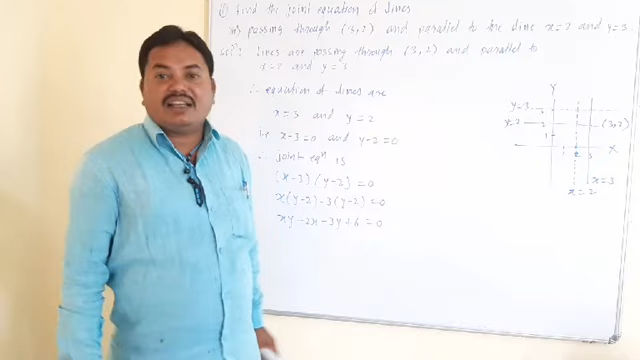 Find the joint equation of lines
passing through (3,2) and parallel to the line x=2 and y=3.
Solⁿ: lines are passing through (3,2) and parallel to
x=2 and y=3
∴ equation of lines are
x=3 and y=2
i.e x-3=0 and y-2=0
∴ joint eqⁿ is
(x-3)(y-2)=0
x(y-2)-3(y-2)=0
xy-2x-3y+6=0
Y
y=3
y=2
(3,2)
1
X
x=3
x=2